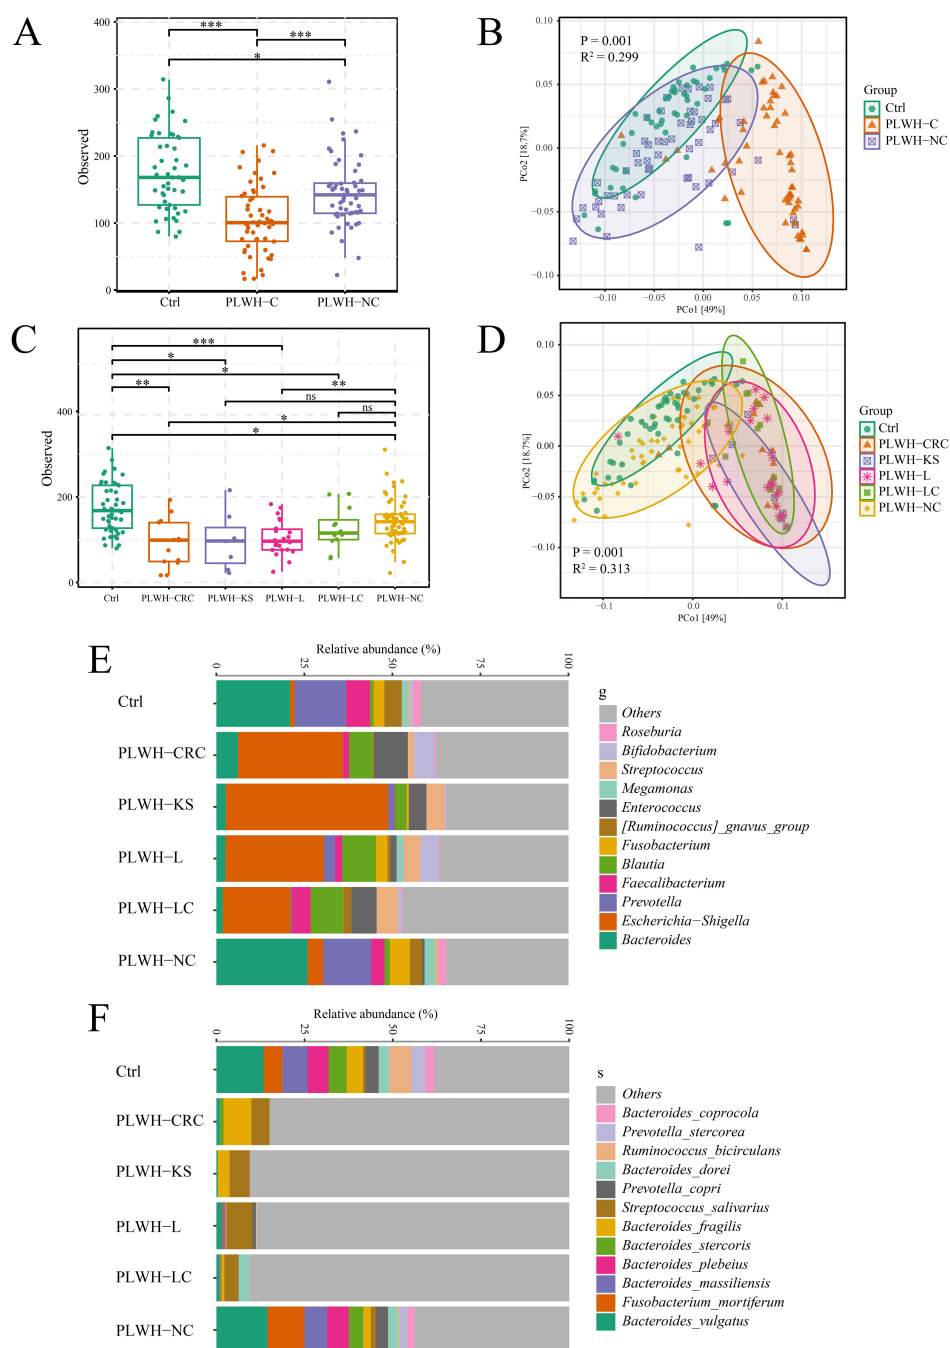 A
400
300
200
100
0
Observed
***
***
*
Ctrl
PLWH−C
PLWH−NC
B
P = 0.001
R² = 0.299
0.10
0.05
0.00
−0.05
−0.10
PCo2 [18.7%]
−0.10
−0.05
0.00
0.05
0.10
PCo1 [49%]
Group
Ctrl
PLWH−C
PLWH−NC
C
***
*
*
**
**
ns
ns
*
*
400
200
0
Observed
Ctrl
PLWH−CRC
PLWH−KS
PLWH−L
PLWH−LC
PLWH−NC
D
0.10
0.05
0.00
−0.05
−0.10
PCo2 [18.7%]
P = 0.001
R² = 0.313
−0.1
0.0
0.1
PCo1 [49%]
Group
Ctrl
PLWH−CRC
PLWH−KS
PLWH−L
PLWH−LC
PLWH−NC
E
Relative abundance (%)
0
25
50
75
100
Ctrl
PLWH−CRC
PLWH−KS
PLWH−L
PLWH−LC
PLWH−NC
g
Others
Roseburia
Bifidobacterium
Streptococcus
Megamonas
Enterococcus
[Ruminococcus]_gnavus_group
Fusobacterium
Blautia
Faecalibacterium
Prevotella
Escherichia−Shigella
Bacteroides
F
Relative abundance (%)
0
25
50
75
100
Ctrl
PLWH−CRC
PLWH−KS
PLWH−L
PLWH−LC
PLWH−NC
s
Others
Bacteroides_coprocola
Prevotella_stercorea
Ruminococcus_bicirculans
Bacteroides_dorei
Prevotella_copri
Streptococcus_salivarius
Bacteroides_fragilis
Bacteroides_stercoris
Bacteroides_plebeius
Bacteroides_massiliensis
Fusobacterium_mortiferum
Bacteroides_vulgatus